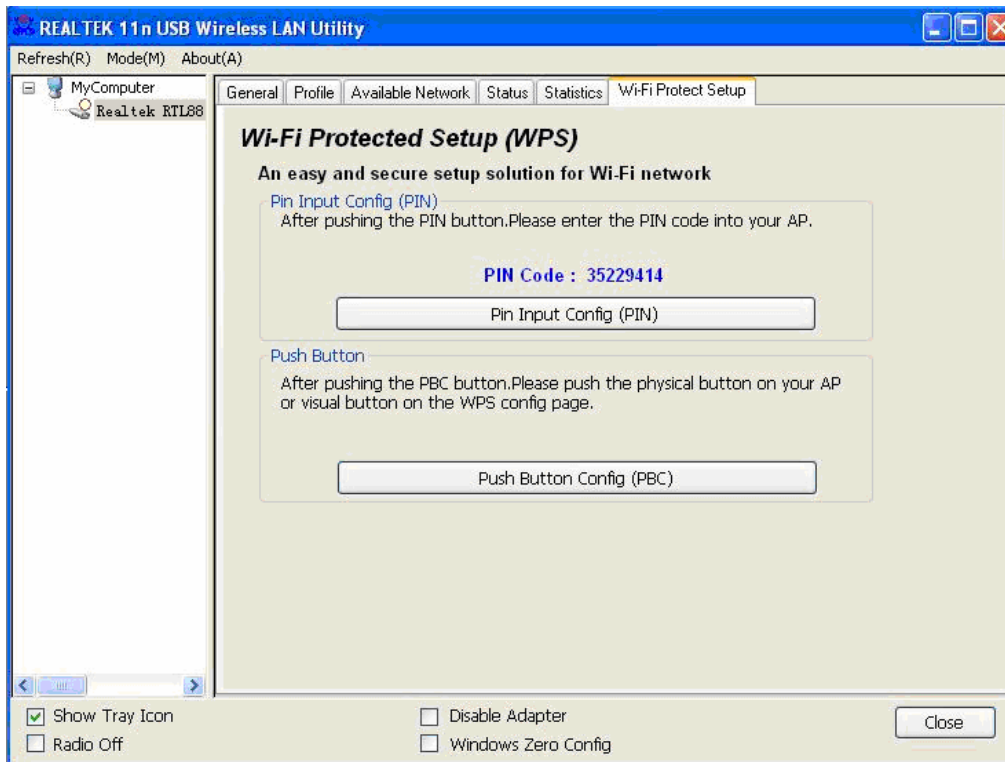 REALTEK 11n USB Wireless LAN Utility
Refresh(R) Mode(M) About(A)
MyComputer
Realtek RTL88
General Profile Available Network Status Statistics Wi-Fi Protect Setup
Wi-Fi Protected Setup (WPS)
An easy and secure setup solution for Wi-Fi network
Pin Input Config (PIN)
After pushing the PIN button.Please enter the PIN code into your AP.
PIN Code : 35229414
Pin Input Config (PIN)
Push Button
After pushing the PBC button.Please push the physical button on your AP
or visual button on the WPS config page.
Push Button Config (PBC)
Show Tray Icon
Radio Off
Disable Adapter
Windows Zero Config
Close